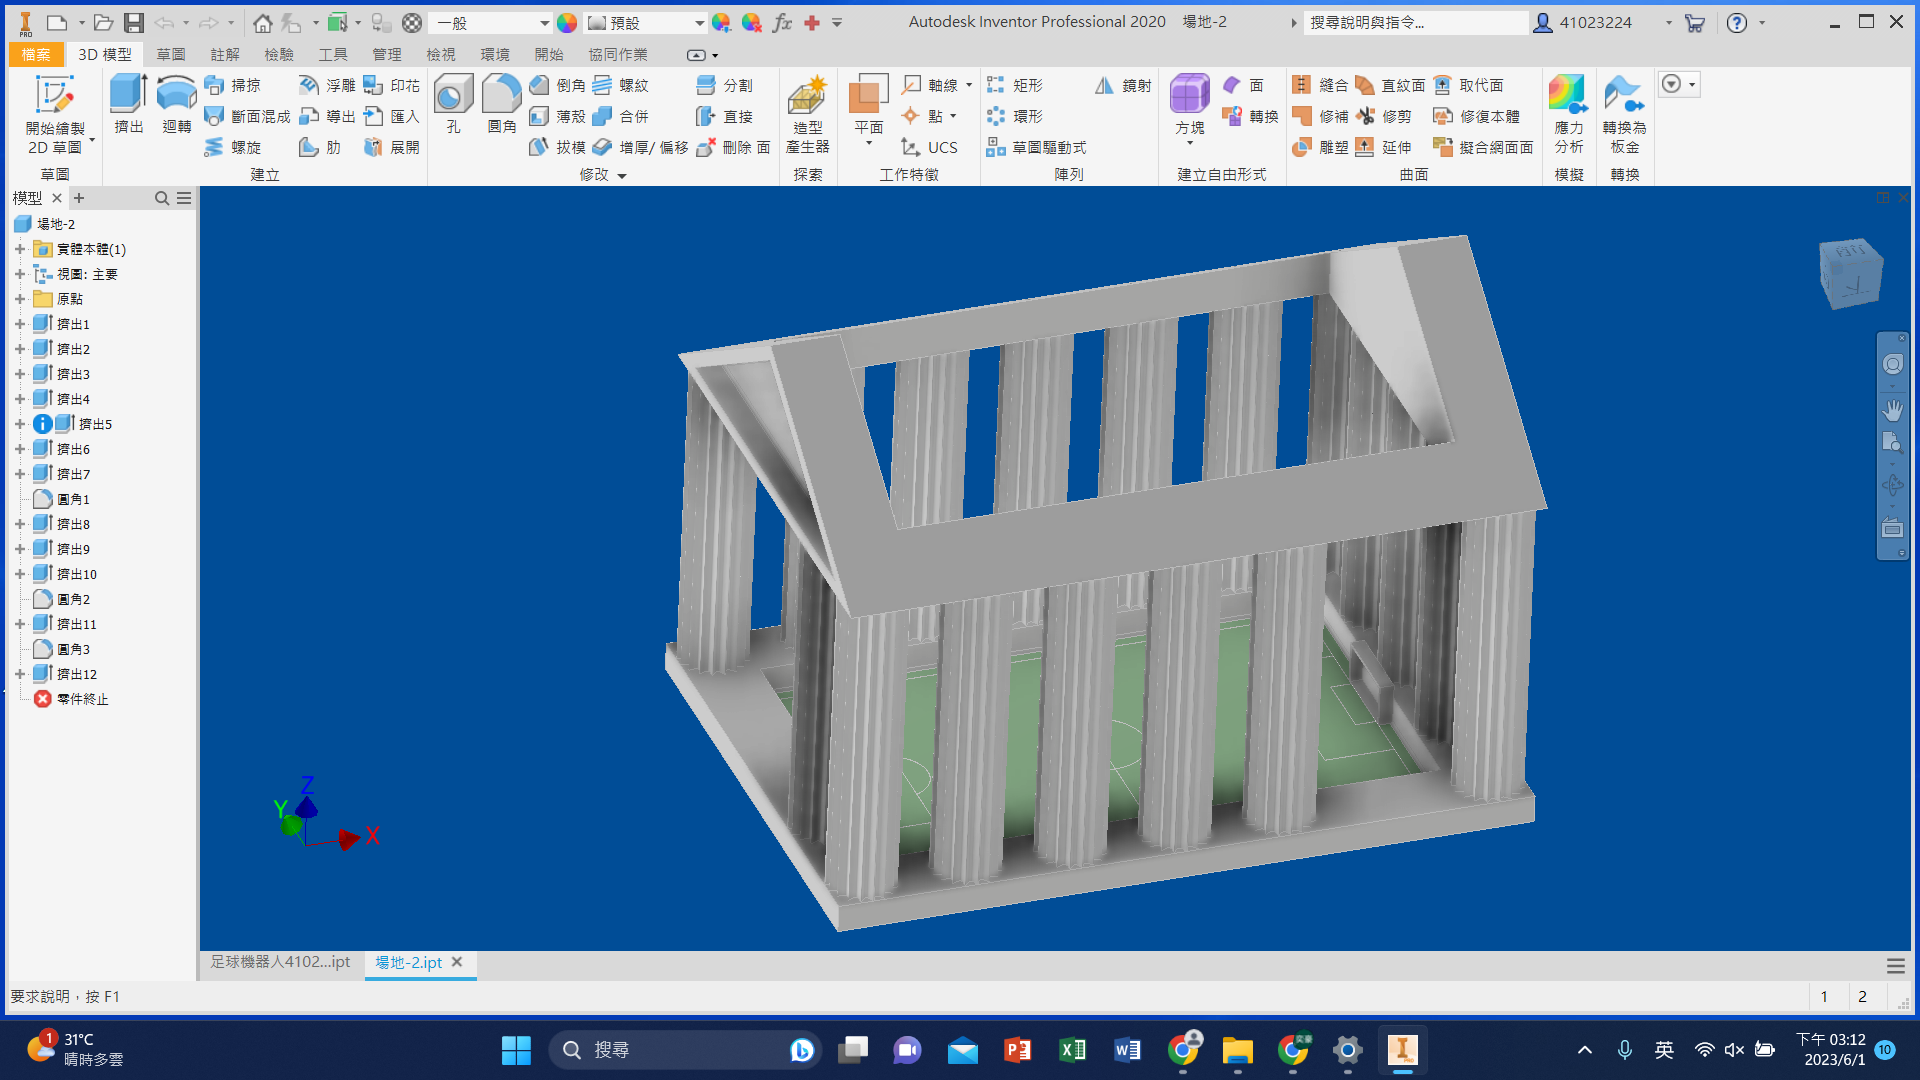 PRO
一般
預設
fx
Autodesk Inventor Professional 2020 場地-2
搜尋說明與指令...
41023224
檔案 3D 模型 草圖 註解 檢驗 工具 管理 檢視 環境 開始 協同作業
開始繪製
2D 草圖
草圖
擠出 迴轉
掃掠 浮雕 印花
斷面混成 導出 匯入
螺旋 肋 展開
建立
孔 圓角
倒角 螺紋 分割
薄殼 合併 直接
拔模 增厚/ 偏移 刪除 面
修改
造型
產生器
探索
平面
軸線
點
UCS
工作特徵
矩形 鏡射
環形
草圖驅動式
陣列
方塊
面
轉換
建立自由形式
縫合 直紋面 取代面
修補 修剪 修復本體
雕塑 延伸 擬合網面面
曲面
應力
分析
模擬
轉換為
板金
轉換
模型
場地-2
實體本體(1)
視圖: 主要
原點
擠出1
擠出2
擠出3
擠出4
擠出5
擠出6
擠出7
圓角1
擠出8
擠出9
擠出10
圓角2
擠出11
圓角3
擠出12
零件終止
Z
Y
X
足球機器人4102...ipt
場地-2.ipt
要求說明，按 F1
1 2
1
31°C
晴時多雲
搜尋
英
下午 03:12
2023/6/1
10